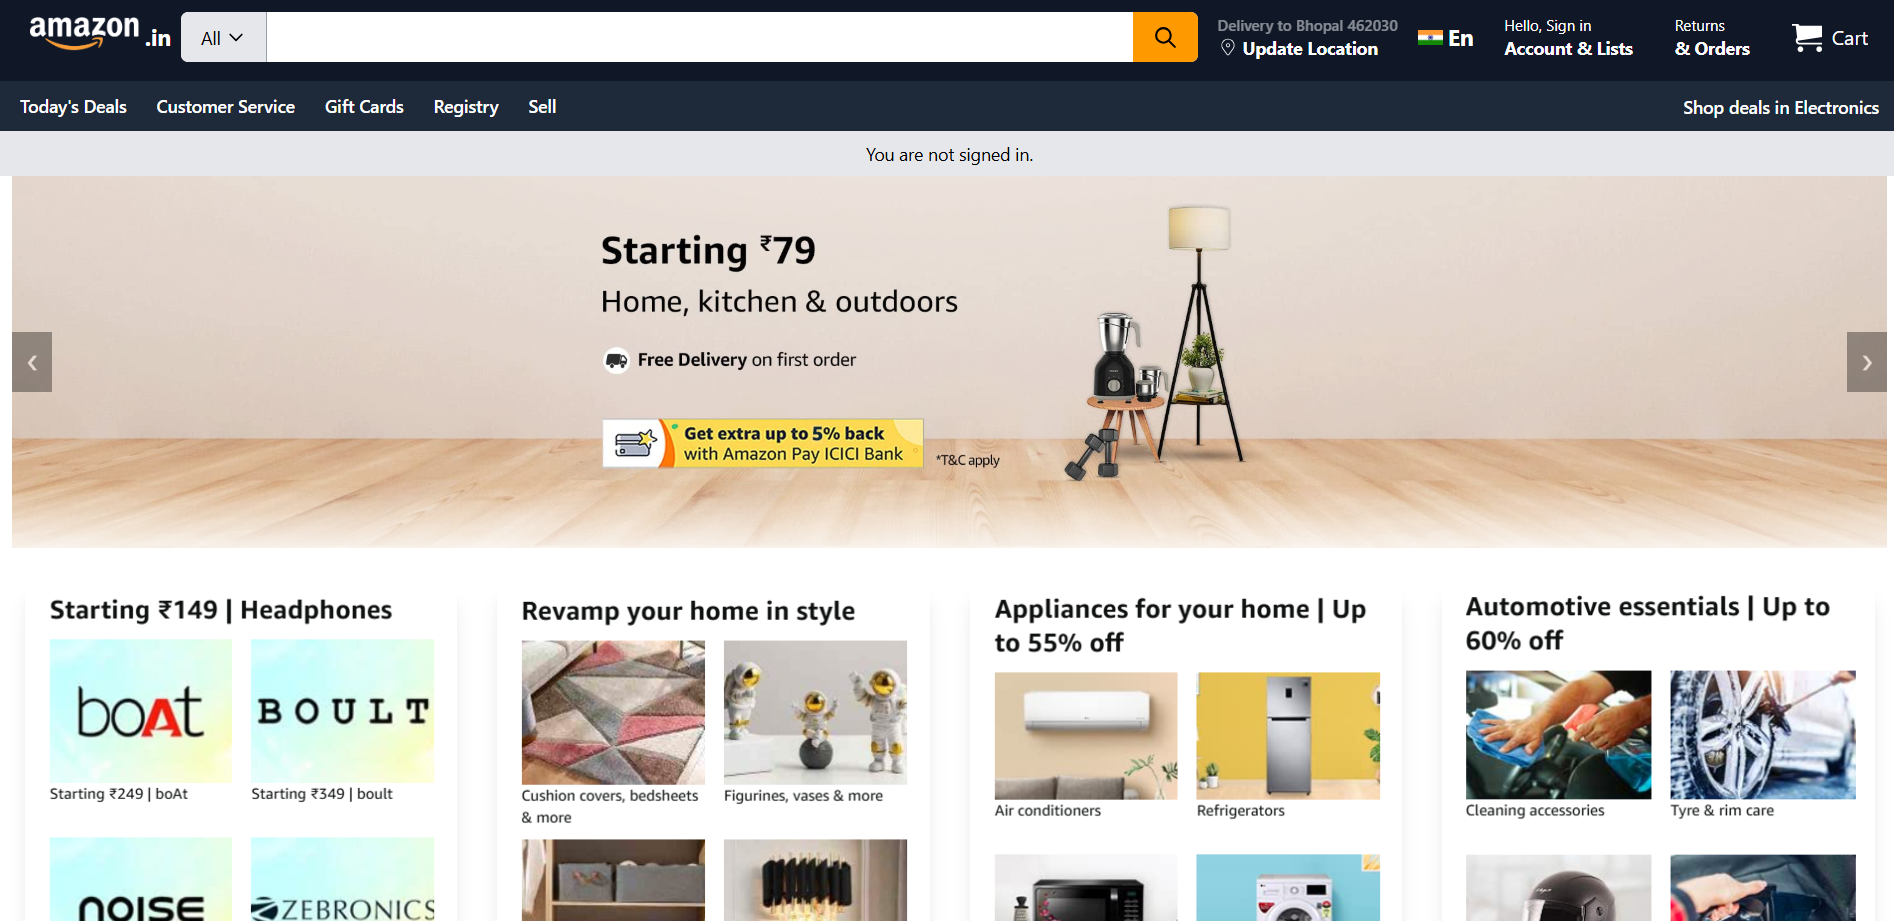 amazon.in
All
Delivery to Bhopal 462030
Update Location
En
Hello, Sign in
Account & Lists
Returns
& Orders
Cart
Today's Deals
Customer Service
Gift Cards
Registry
Sell
Shop deals in Electronics
You are not signed in.
Starting ₹79
Home, kitchen & outdoors
Free Delivery on first order
Get extra up to 5% back
with Amazon Pay ICICI Bank
*T&C apply
Starting ₹149 | Headphones
boAt
BOULT
Starting ₹249 | boAt
Starting ₹349 | boult
noise
ZEBRONICS
Revamp your home in style
Cushion covers, bedsheets
& more
Figurines, vases & more
Appliances for your home | Up
to 55% off
Air conditioners
Refrigerators
Automotive essentials | Up to
60% off
Cleaning accessories
Tyre & rim care